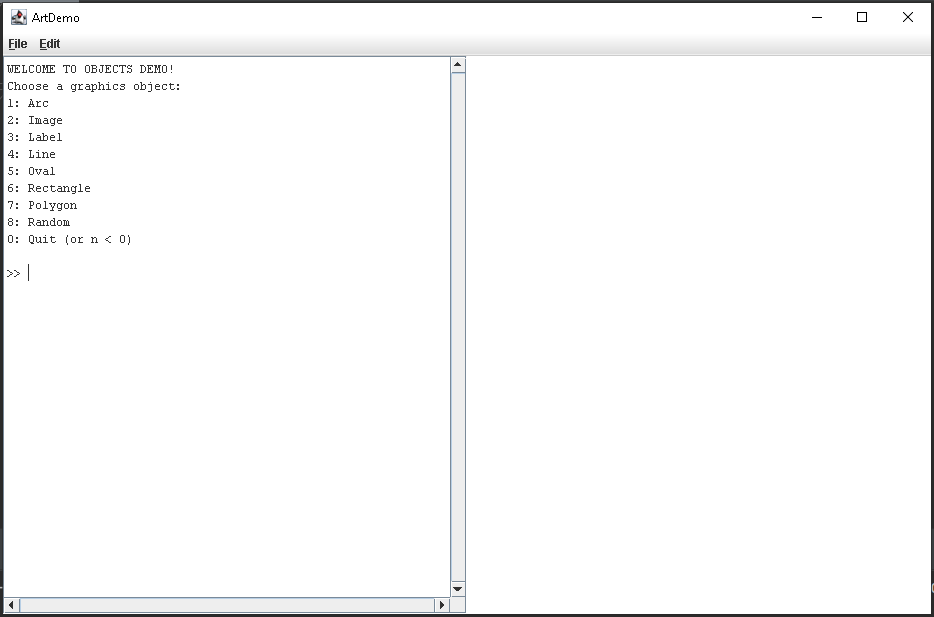 ArtDemo
File Edit
WELCOME TO OBJECTS DEMO!
Choose a graphics object:
1: Arc
2: Image
3: Label
4: Line
5: Oval
6: Rectangle
7: Polygon
8: Random
0: Quit (or n < 0)
>>